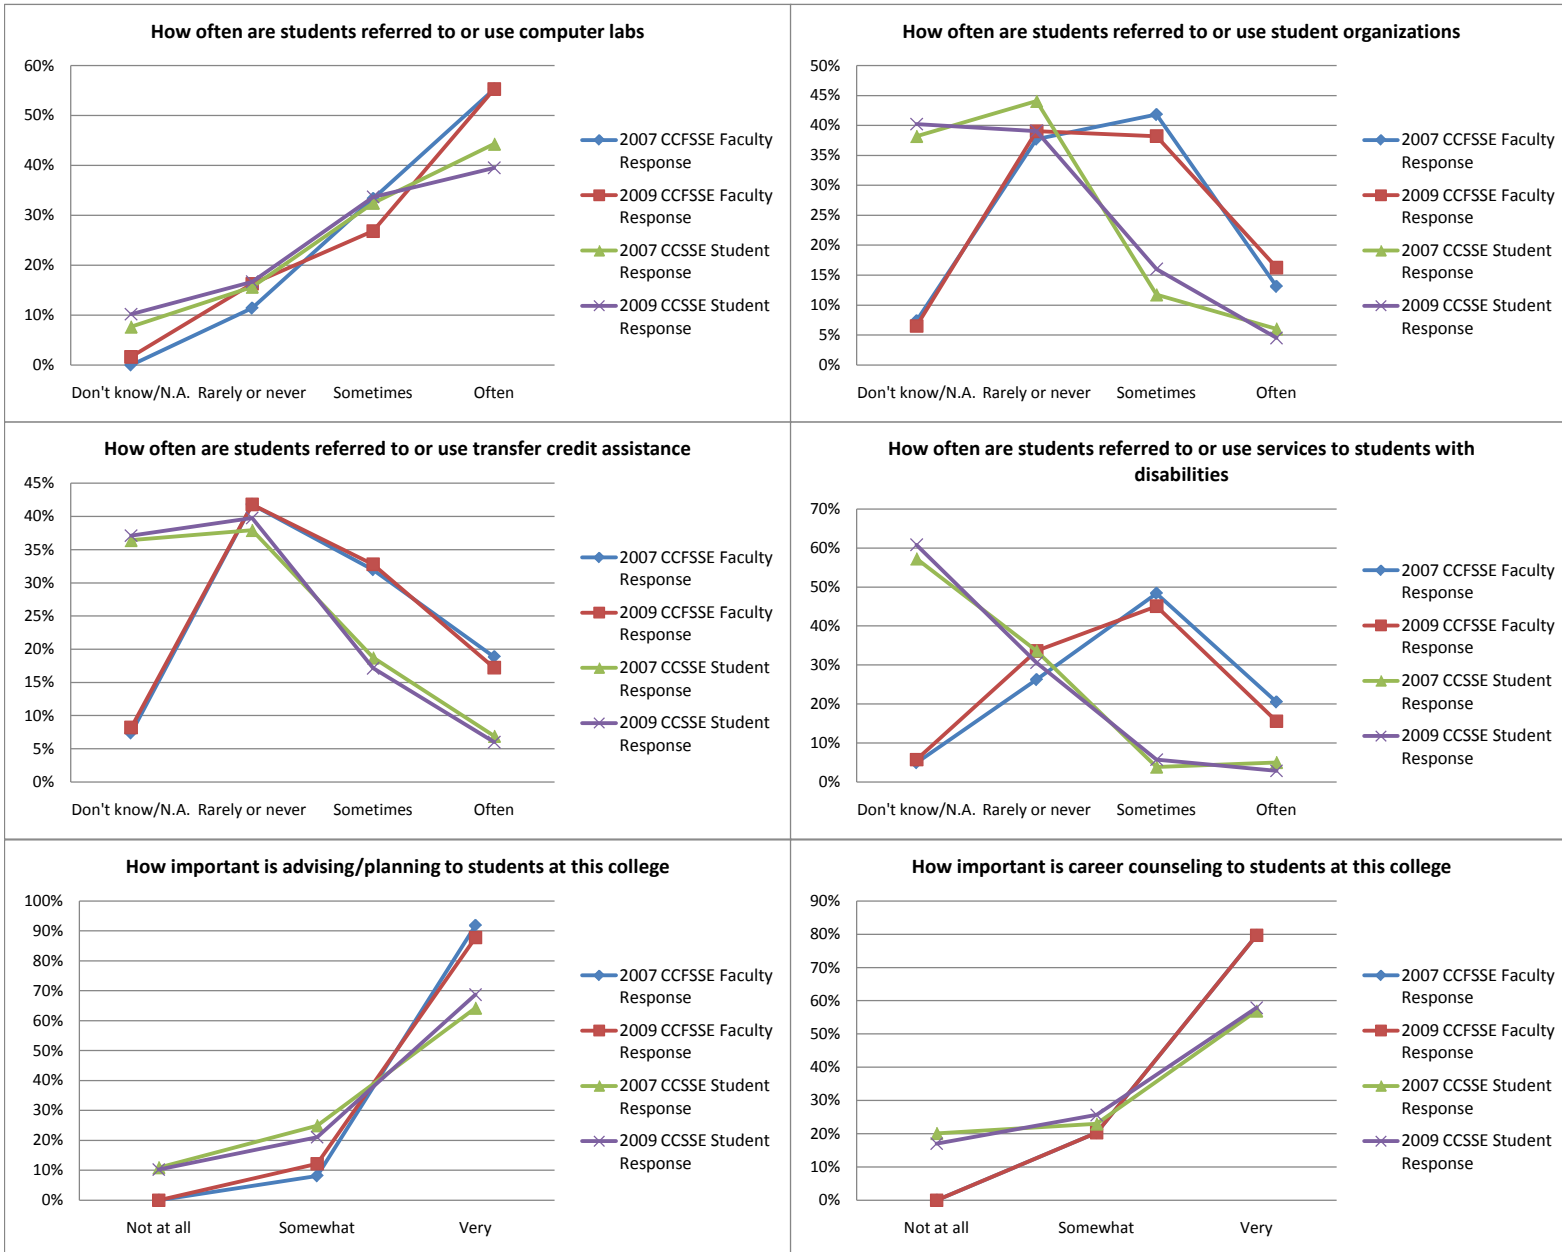 How often are students referred to or use computer labs
60%
50%
40%
30%
20%
10%
0%
Don't know/N.A. Rarely or never Sometimes Often
2007 CCFSSE Faculty
Response
2009 CCFSSE Faculty
Response
2007 CCSSE Student
Response
2009 CCSSE Student
Response
How often are students referred to or use student organizations
50%
45%
40%
35%
30%
25%
20%
15%
10%
5%
0%
Don't know/N.A. Rarely or never Sometimes Often
2007 CCFSSE Faculty
Response
2009 CCFSSE Faculty
Response
2007 CCSSE Student
Response
2009 CCSSE Student
Response
How often are students referred to or use transfer credit assistance
45%
40%
35%
30%
25%
20%
15%
10%
5%
0%
Don't know/N.A. Rarely or never Sometimes Often
2007 CCFSSE Faculty
Response
2009 CCFSSE Faculty
Response
2007 CCSSE Student
Response
2009 CCSSE Student
Response
How often are students referred to or use services to students with
disabilities
70%
60%
50%
40%
30%
20%
10%
0%
Don't know/N.A. Rarely or never Sometimes Often
2007 CCFSSE Faculty
Response
2009 CCFSSE Faculty
Response
2007 CCSSE Student
Response
2009 CCSSE Student
Response
How important is advising/planning to students at this college
100%
90%
80%
70%
60%
50%
40%
30%
20%
10%
0%
Not at all Somewhat Very
2007 CCFSSE Faculty
Response
2009 CCFSSE Faculty
Response
2007 CCSSE Student
Response
2009 CCSSE Student
Response
How important is career counseling to students at this college
90%
80%
70%
60%
50%
40%
30%
20%
10%
0%
Not at all Somewhat Very
2007 CCFSSE Faculty
Response
2009 CCFSSE Faculty
Response
2007 CCSSE Student
Response
2009 CCSSE Student
Response